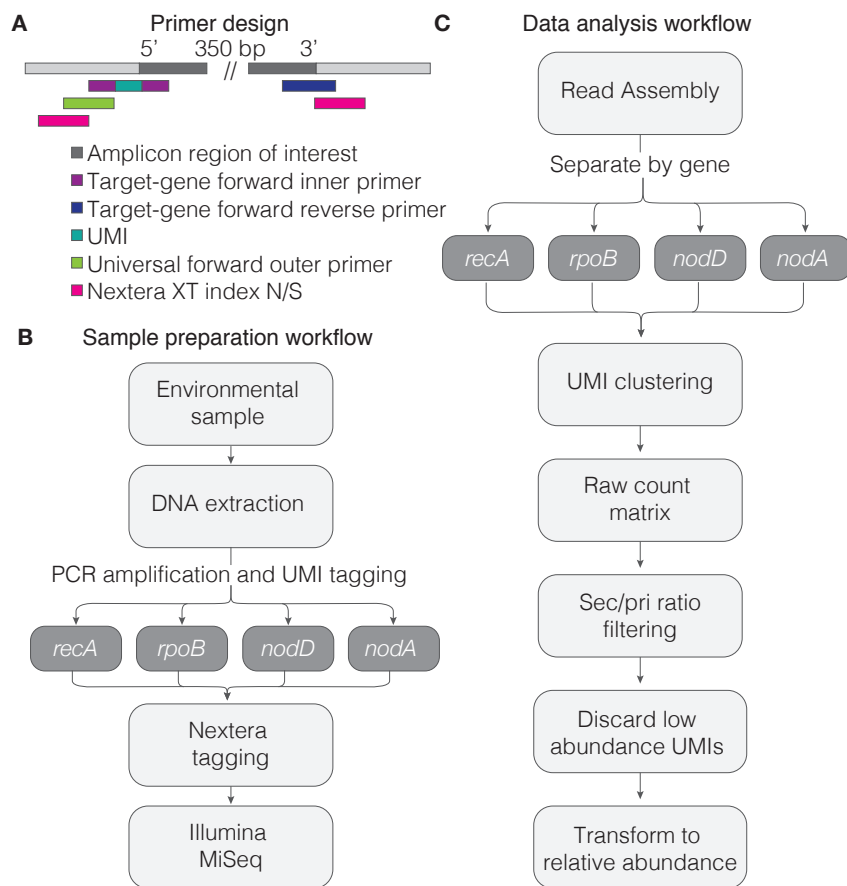 A
Primer design
5’ 350 bp 3’
//
Amplicon region of interest
Target-gene forward inner primer
Target-gene forward reverse primer
UMI
Universal forward outer primer
Nextera XT index N/S
B
Sample preparation workflow
Environmental
sample
DNA extraction
PCR amplification and UMI tagging
recA rpoB nodD nodA
Nextera
tagging
Illumina
MiSeq
C
Data analysis workflow
Read Assembly
Separate by gene
recA rpoB nodD nodA
UMI clustering
Raw count
matrix
Sec/pri ratio
filtering
Discard low
abundance UMIs
Transform to
relative abundance